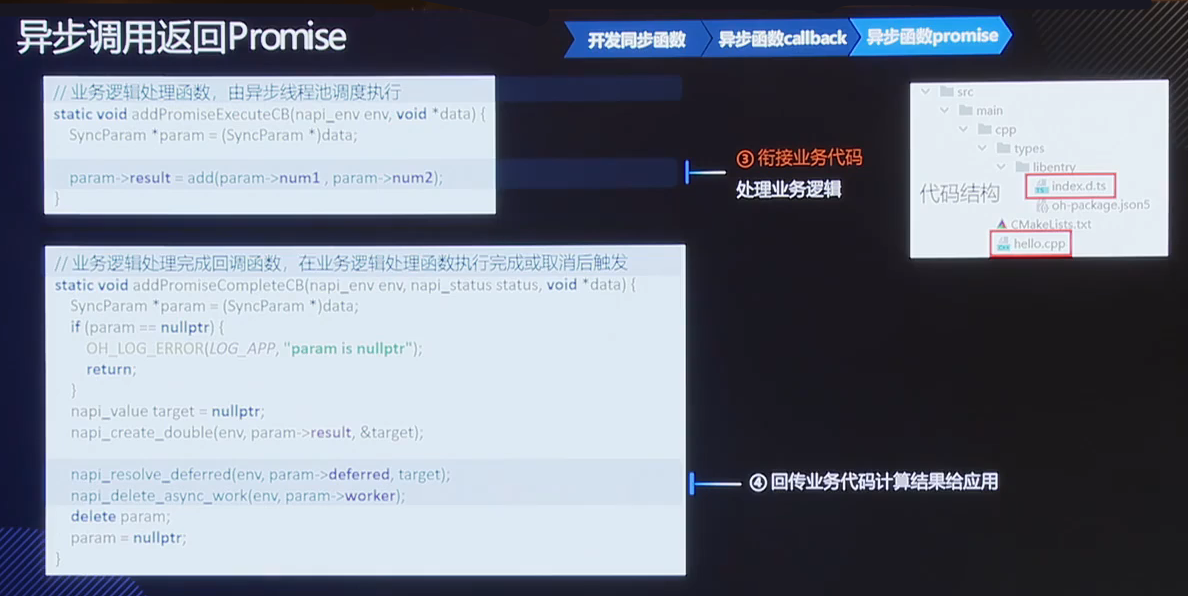 异步调用返回Promise
开发同步函数
异步函数callback
异步函数promise
// 业务逻辑处理函数，由异步线程池调度执行
static void addPromiseExecuteCB(napi_env env, void *data) {
SyncParam *param = (SyncParam *)data;
param->result = add(param->num1 , param->num2);
}
③ 衔接业务代码
处理业务逻辑
src
main
cpp
types
libentry
index.d.ts
oh-package.json5
CMakeLists.txt
hello.cpp
代码结构
// 业务逻辑处理完成回调函数，在业务逻辑处理函数执行完成或取消后触发
static void addPromiseCompleteCB(napi_env env, napi_status status, void *data) {
SyncParam *param = (SyncParam *)data;
if (param == nullptr) {
OH_LOG_ERROR(LOG_APP, "param is nullptr");
return;
}
napi_value target = nullptr;
napi_create_double(env, param->result, &target);
napi_resolve_deferred(env, param->deferred, target);
napi_delete_async_work(env, param->worker);
delete param;
param = nullptr;
}
④ 回传业务代码计算结果给应用